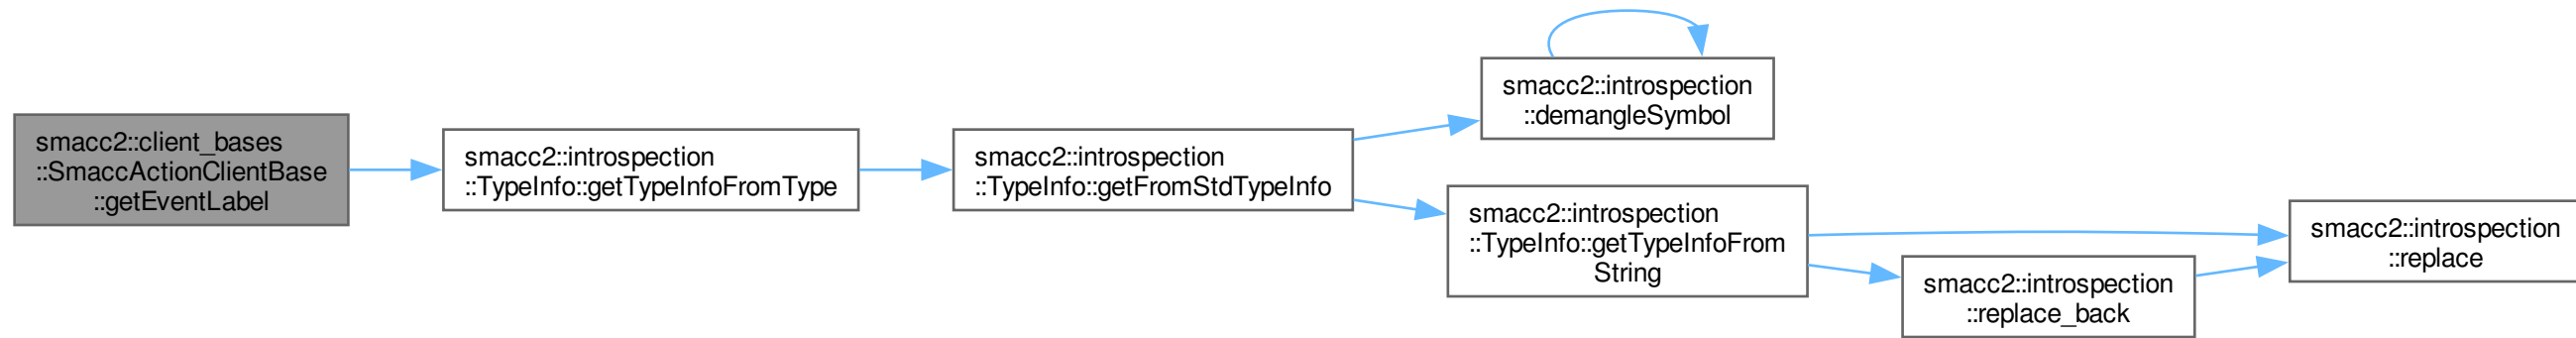 smacc2::client_bases
::SmaccActionClientBase
::getEventLabel
smacc2::introspection
::TypeInfo::getTypeInfoFromType
smacc2::introspection
::TypeInfo::getFromStdTypeInfo
smacc2::introspection
::demangleSymbol
smacc2::introspection
::TypeInfo::getTypeInfoFrom
String
smacc2::introspection
::replace_back
smacc2::introspection
::replace